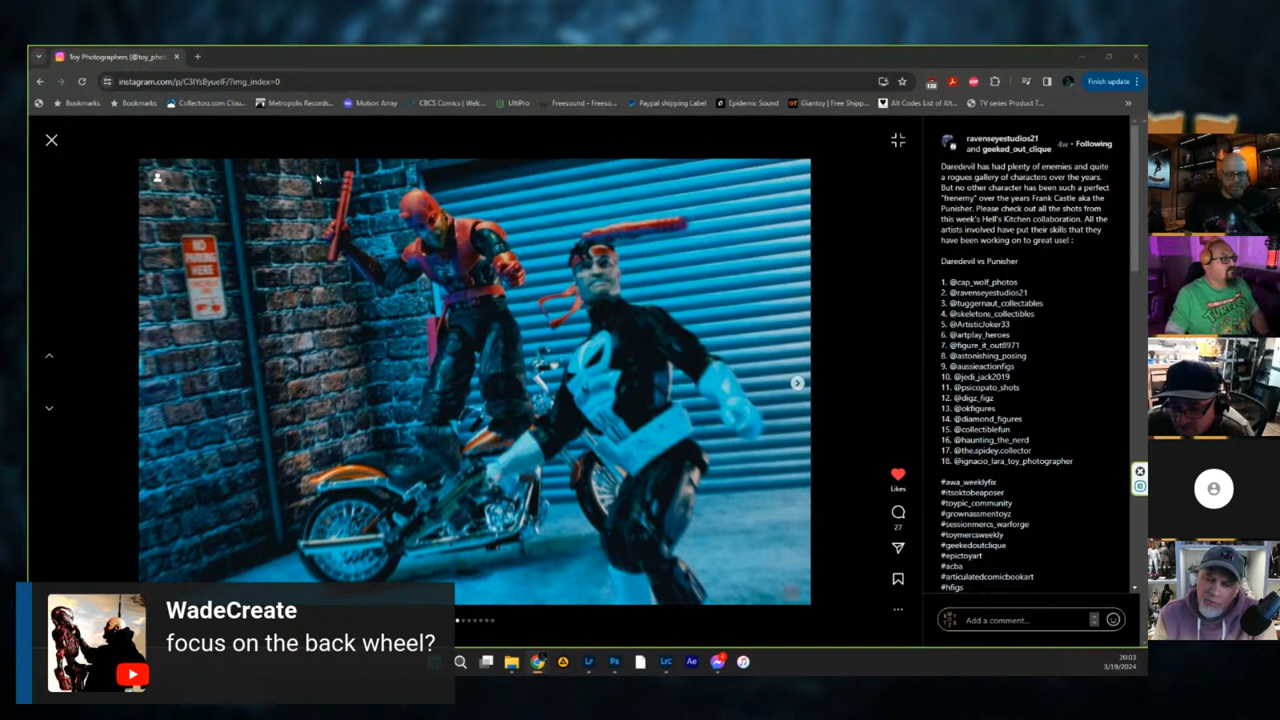 Toy Photographers (@toy_phot
instagram.com/p/C3IYsByuelF/?img_index=0
Finish update
Bookmarks
Bookmarks
Collectorz.com Clou...
Metropolis Records...
Motion Array
CBCS Comics | Wel...
UltiPro
Freesound - Freeso...
Paypal shipping Label
Epidemic Sound
Giantoy | Free Shipp...
Alt Codes List of Alt...
TV series Product T...
NO
PARKING
HERE
ravenseyestudios21
and geeked_out_clique
4w • Following
Daredevil has had plenty of enemies and quite
a rogues gallery of characters over the years.
But no other character has been such a perfect
"frenemy" over the years Frank Castle aka the
Punisher. Please check out all the shots from
this week's Hell's Kitchen collaboration. All the
artists involved have put their skills that they
have been working on to great use! :
Daredevil vs Punisher
1. @cap_wolf_photos
2. @ravenseyestudios21
3. @tuggernaut_collectables
4. @skeletons_collectibles
5. @ArtisticJoker33
6. @artplay_heroes
7. @figure_it_out8971
8. @astonishing_posing
9. @aussieactionfigs
10. @jedi_jack2019
11. @psicopato_shots
12. @digz_figz
13. @okfigures
14. @diamond_figures
15. @collectiblefun
16. @haunting_the_nerd
17. @the.spidey.collector
18. @ignacio_lara_toy_photographer
#awa_weeklyfix
#itsoktobeaposer
#toypic_community
#grownassmentoyz
#sessionmercs_warforge
#toymercsweekly
#geekedoutclique
#epictoyart
#acba
#articulatedcomicbookart
#hfigs
Likes
27
Add a comment...
WadeCreate
focus on the back wheel?
Lr
Ps
Lrc
Ae
20:03
3/19/2024